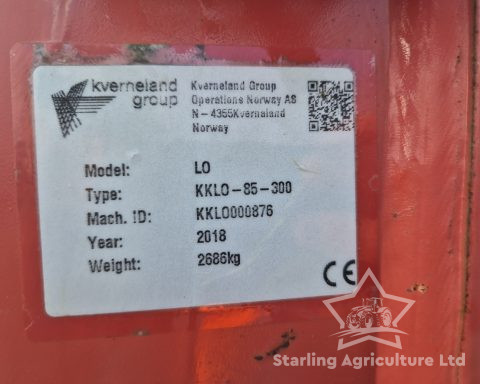 kverneland
group
Kverneland Group
Operations Norway AS
N-4355Kverneland
Norway
Model: LO
Type: KKLO-85-300
Mach. ID: KKLO000876
Year: 2018
Weight: 2686kg
CE
Starling Agriculture Ltd